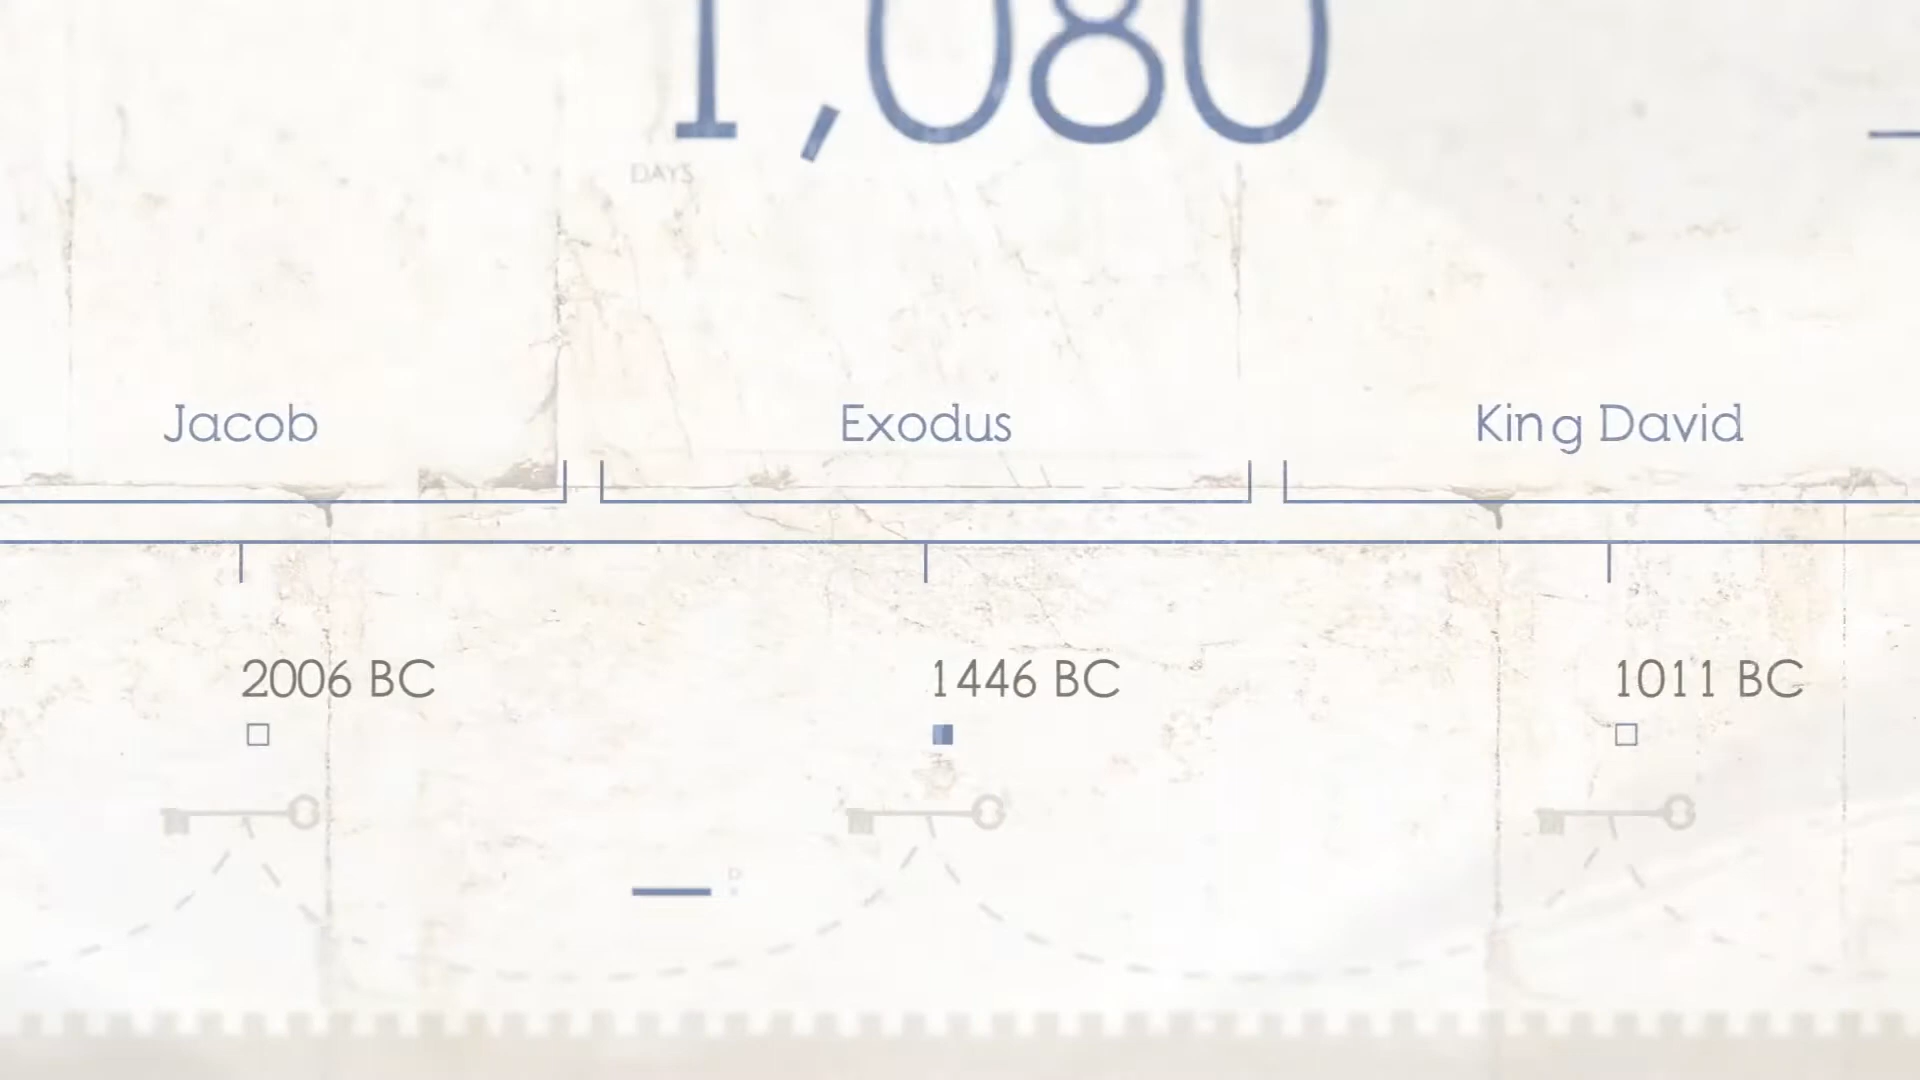 1,080
DAYS
Jacob
Exodus
King David
2006 BC
1446 BC
1011 BC